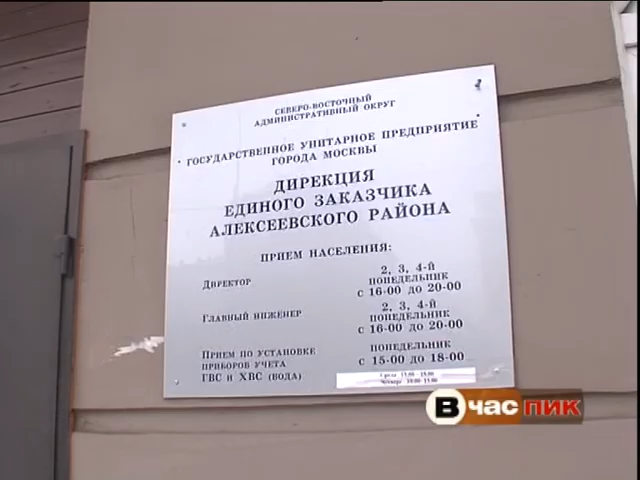 СЕВЕРО-ВОСТОЧНЫЙ
АДМИНИСТРАТИВНЫЙ ОКРУГ
ГОСУДАРСТВЕННОЕ УНИТАРНОЕ ПРЕДПРИЯТИЕ
ГОРОДА МОСКВЫ
ДИРЕКЦИЯ
ЕДИНОГО ЗАКАЗЧИКА
АЛЕКСЕЕВСКОГО РАЙОНА
ПРИЕМ НАСЕЛЕНИЯ:
ДИРЕКТОР
2, 3, 4-Й
ПОНЕДЕЛЬНИК
С 16-00 ДО 20-00
ГЛАВНЫЙ ИНЖЕНЕР
2, 3, 4-Й
ПОНЕДЕЛЬНИК
С 16-00 ДО 20-00
ПРИЕМ ПО УСТАНОВКЕ
ПРИБОРОВ УЧЕТА
ГВС И ХВС (ВОДА)
ПОНЕДЕЛЬНИК
С 15-00 ДО 18-00
В ЧАС ПИК